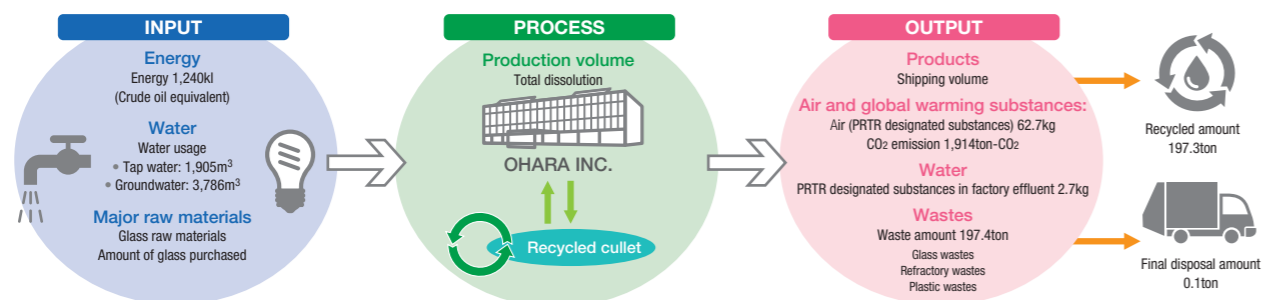 INPUT
Energy
Energy 1,240kl
(Crude oil equivalent)
Water
Water usage
• Tap water: 1,905m³
• Groundwater: 3,786m³
Major raw materials
Glass raw materials
Amount of glass purchased
PROCESS
Production volume
Total dissolution
OHARA INC.
Recycled cullet
OUTPUT
Products
Shipping volume
Air and global warming substances:
Air (PRTR designated substances) 62.7kg
CO₂ emission 1,914ton-CO₂
Water
PRTR designated substances in factory effluent 2.7kg
Wastes
Waste amount 197.4ton
Glass wastes
Refractory wastes
Plastic wastes
Recycled amount
197.3ton
Final disposal amount
0.1ton